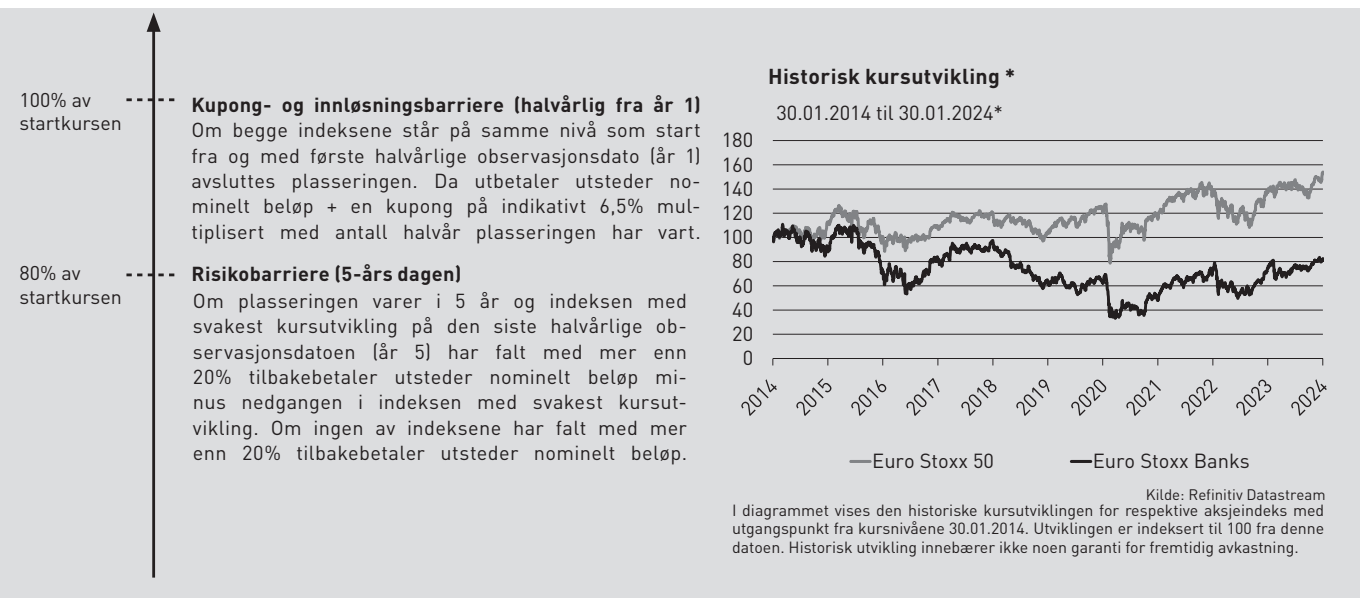 100% av
startkursen
Kupong- og innløsningsbarriere (halvårlig fra år 1)
Om begge indeksene står på samme nivå som start
fra og med første halvårlige observasjonsdato (år 1)
avsluttes plasseringen. Da utbetaler utsteder no-
minelt beløp + en kupong på indikativt 6,5% mul-
tiplisert med antall halvår plasseringen har vart.
80% av
startkursen
Risikobarriere (5-års dagen)
Om plasseringen varer i 5 år og indeksen med
svakest kursutvikling på den siste halvårlige ob-
servasjonsdatoen (år 5) har falt med mer enn
20% tilbakebetaler utsteder nominelt beløp mi-
nus nedgangen i indeksen med svakest kursut-
vikling. Om ingen av indeksene har falt med mer
enn 20% tilbakebetaler utsteder nominelt beløp.
Historisk kursutvikling *
30.01.2014 til 30.01.2024*
180
160
140
120
100
80
60
40
20
0
2014 2015 2016 2017 2018 2019 2020 2021 2022 2023 2024
Euro Stoxx 50 Euro Stoxx Banks
Kilde: Refinitiv Datastream
I diagrammet vises den historiske kursutviklingen for respektive aksjeindeks med
utgangspunkt fra kursnivåene 30.01.2014. Utviklingen er indeksert til 100 fra denne
datoen. Historisk utvikling innebærer ikke noen garanti for fremtidig avkastning.